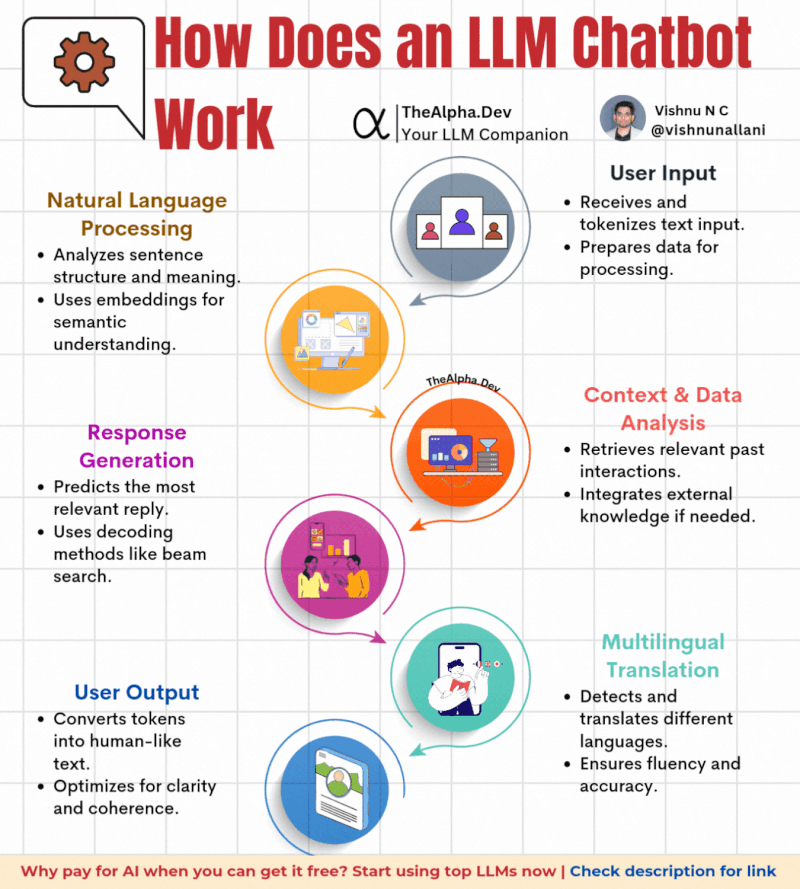 How Does an LLM Chatbot
Work
α
TheAlpha.Dev
Your LLM Companion
Vishnu N C
@vishnunallani
User Input
• Receives and
tokenizes text input.
• Prepares data for
processing.
Natural Language
Processing
• Analyzes sentence
structure and meaning.
• Uses embeddings for
semantic
understanding.
TheAlpha.Dev
Context & Data
Analysis
• Retrieves relevant past
interactions.
• Integrates external
knowledge if needed.
Response
Generation
• Predicts the most
relevant reply.
• Uses decoding
methods like beam
search.
Multilingual
Translation
• Detects and
translates different
languages.
• Ensures fluency and
accuracy.
User Output
• Converts tokens
into human-like
text.
• Optimizes for clarity
and coherence.
Why pay for AI when you can get it free? Start using top LLMs now | Check description for link